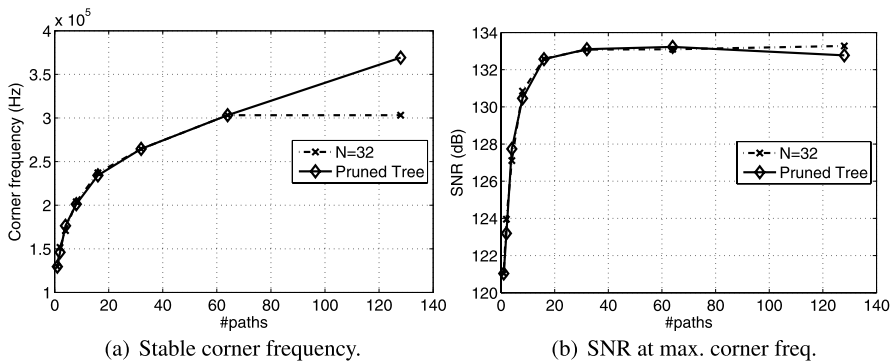 x 10^5
4
3.5
3
2.5
2
1.5
1
Corner frequency (Hz)
0 20 40 60 80 100 120 140
#paths
N=32
Pruned Tree
(a) Stable corner frequency.
134
132
130
128
126
124
122
120
SNR (dB)
0 20 40 60 80 100 120 140
#paths
N=32
Pruned Tree
(b) SNR at max. corner freq.